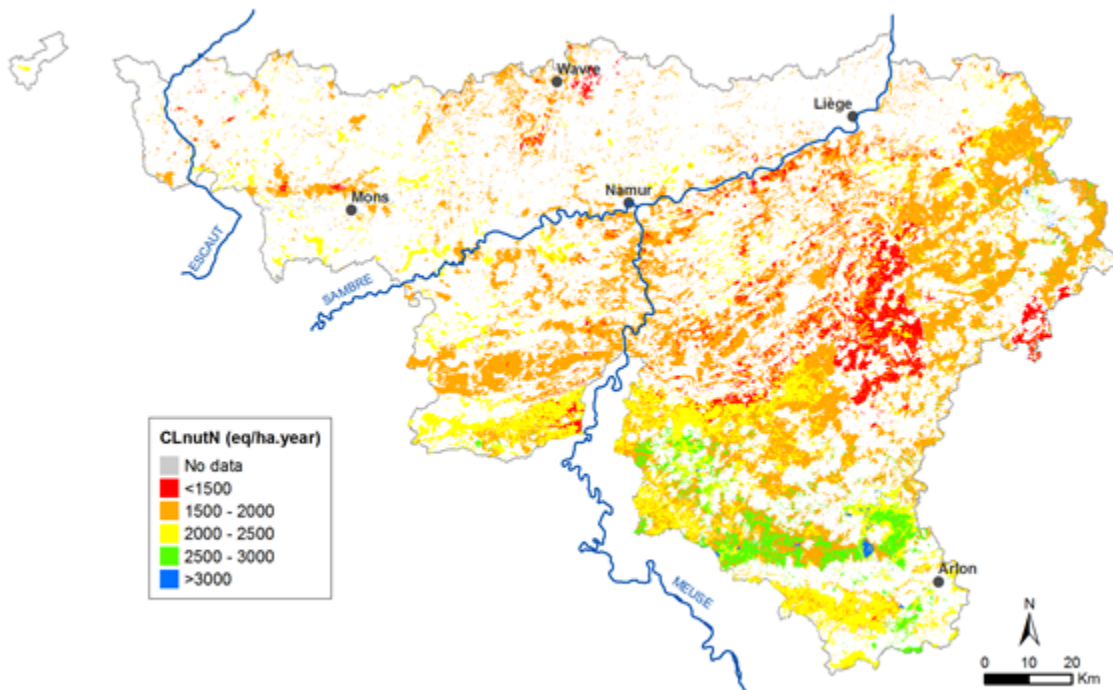 Wavre
Liège
Namur
Mons
ESCAUT
SAMBRE
CLnutN (eq/ha.year)
No data
<1500
1500 - 2000
2000 - 2500
2500 - 3000
>3000
MEUSE
Arlon
N
0 10 20
Km